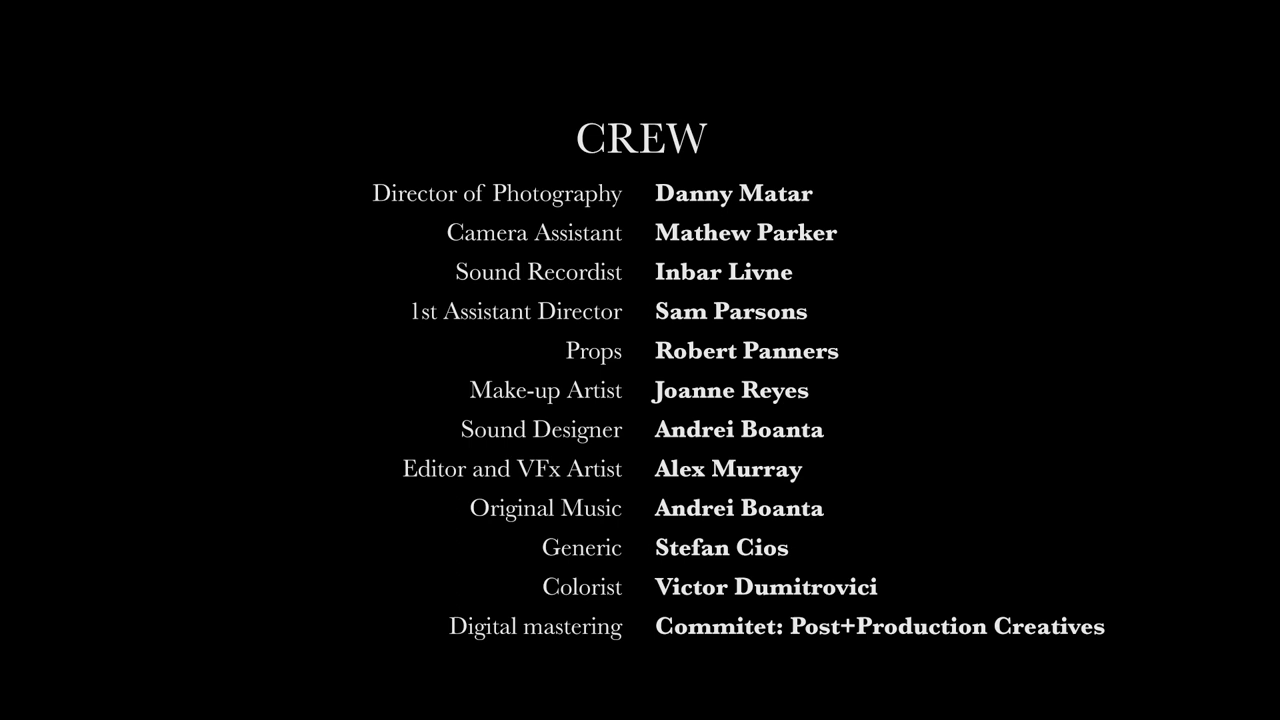 CREW
Director of Photography Danny Matar
Camera Assistant Mathew Parker
Sound Recordist Inbar Livne
1st Assistant Director Sam Parsons
Props Robert Panners
Make-up Artist Joanne Reyes
Sound Designer Andrei Boanta
Editor and VFx Artist Alex Murray
Original Music Andrei Boanta
Generic Stefan Cios
Colorist Victor Dumitrovici
Digital mastering Commitet: Post+Production Creatives